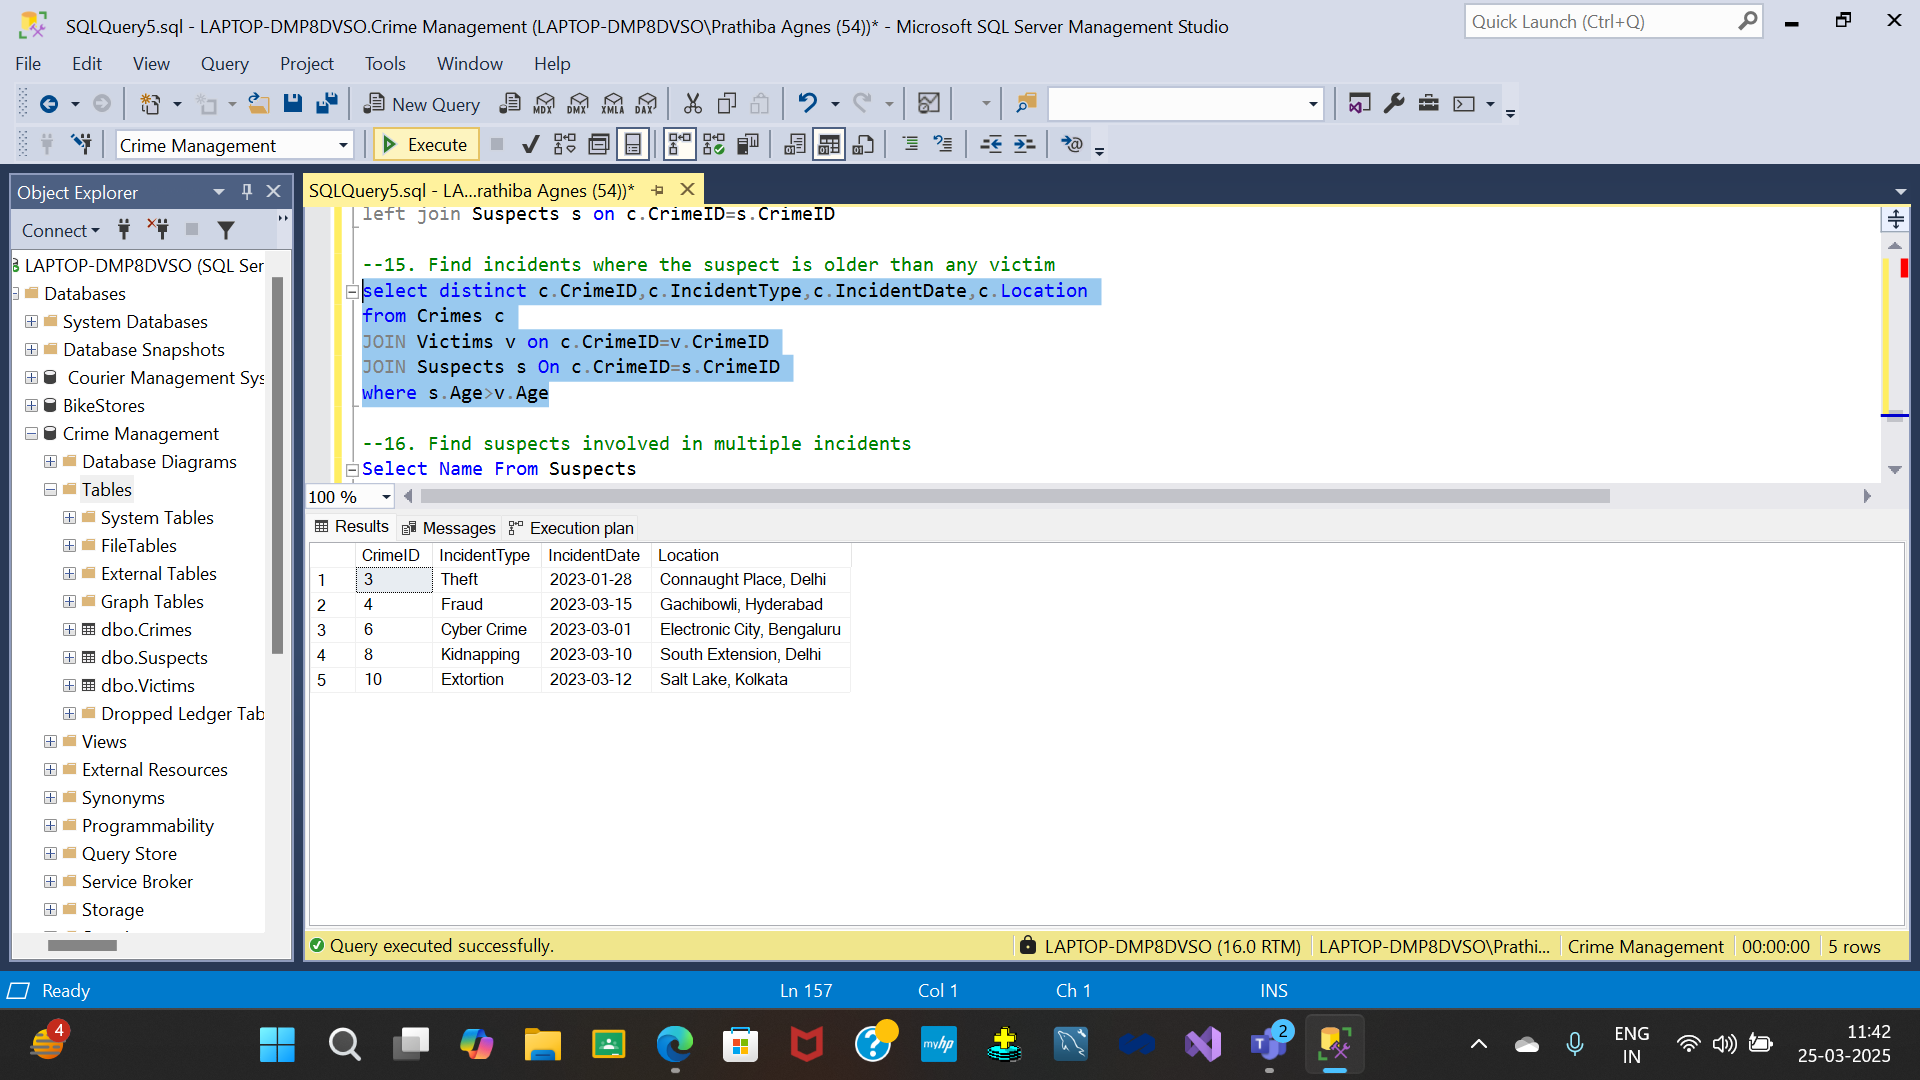 SQLQuery5.sql - LAPTOP-DMP8DVSO.Crime Management (LAPTOP-DMP8DVSO\Prathiba Agnes (54))* - Microsoft SQL Server Management Studio
Quick Launch (Ctrl+Q)
File Edit View Query Project Tools Window Help
New Query MDX DMX XMLA DAX
Crime Management Execute
Object Explorer
Connect
LAPTOP-DMP8DVSO (SQL Ser
Databases
System Databases
Database Snapshots
Courier Management Sys
BikeStores
Crime Management
Database Diagrams
Tables
System Tables
FileTables
External Tables
Graph Tables
dbo.Crimes
dbo.Suspects
dbo.Victims
Dropped Ledger Tab
Views
External Resources
Synonyms
Programmability
Query Store
Service Broker
Storage
SQLQuery5.sql - LA...rathiba Agnes (54))*
left join Suspects s on c.CrimeID=s.CrimeID
--15. Find incidents where the suspect is older than any victim
select distinct c.CrimeID,c.IncidentType,c.IncidentDate,c.Location
from Crimes c
JOIN Victims v on c.CrimeID=v.CrimeID
JOIN Suspects s On c.CrimeID=s.CrimeID
where s.Age>v.Age
--16. Find suspects involved in multiple incidents
Select Name From Suspects
100 %
Results Messages Execution plan
CrimeID IncidentType IncidentDate Location
1 3 Theft 2023-01-28 Connaught Place, Delhi
2 4 Fraud 2023-03-15 Gachibowli, Hyderabad
3 6 Cyber Crime 2023-03-01 Electronic City, Bengaluru
4 8 Kidnapping 2023-03-10 South Extension, Delhi
5 10 Extortion 2023-03-12 Salt Lake, Kolkata
Query executed successfully. LAPTOP-DMP8DVSO (16.0 RTM) LAPTOP-DMP8DVSO\Prathi... Crime Management 00:00:00 5 rows
Ready Ln 157 Col 1 Ch 1 INS
4
myhp
2
ENG
IN
11:42
25-03-2025